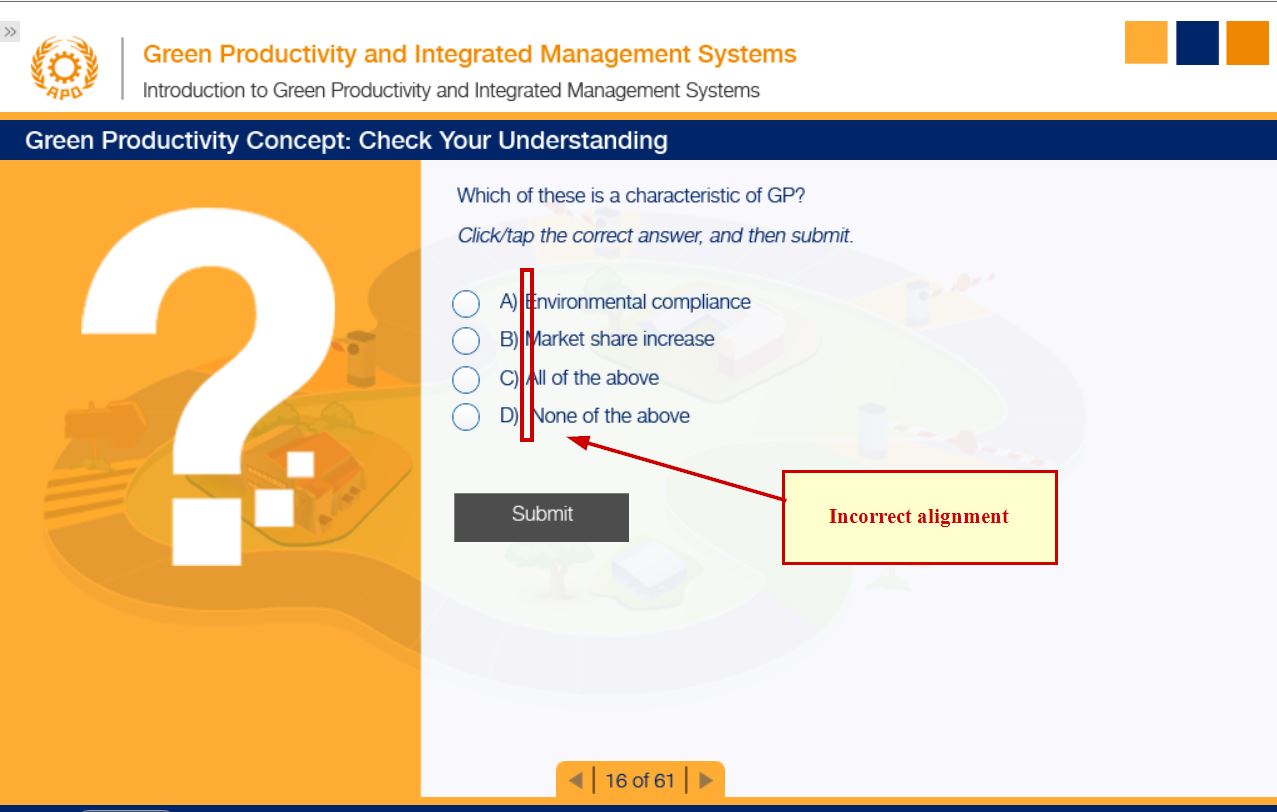 »
APO
Green Productivity and Integrated Management Systems
Introduction to Green Productivity and Integrated Management Systems
Green Productivity Concept: Check Your Understanding
Which of these is a characteristic of GP?
Click/tap the correct answer, and then submit.
A) Environmental compliance
B) Market share increase
C) All of the above
D) None of the above
Incorrect alignment
Submit
16 of 61